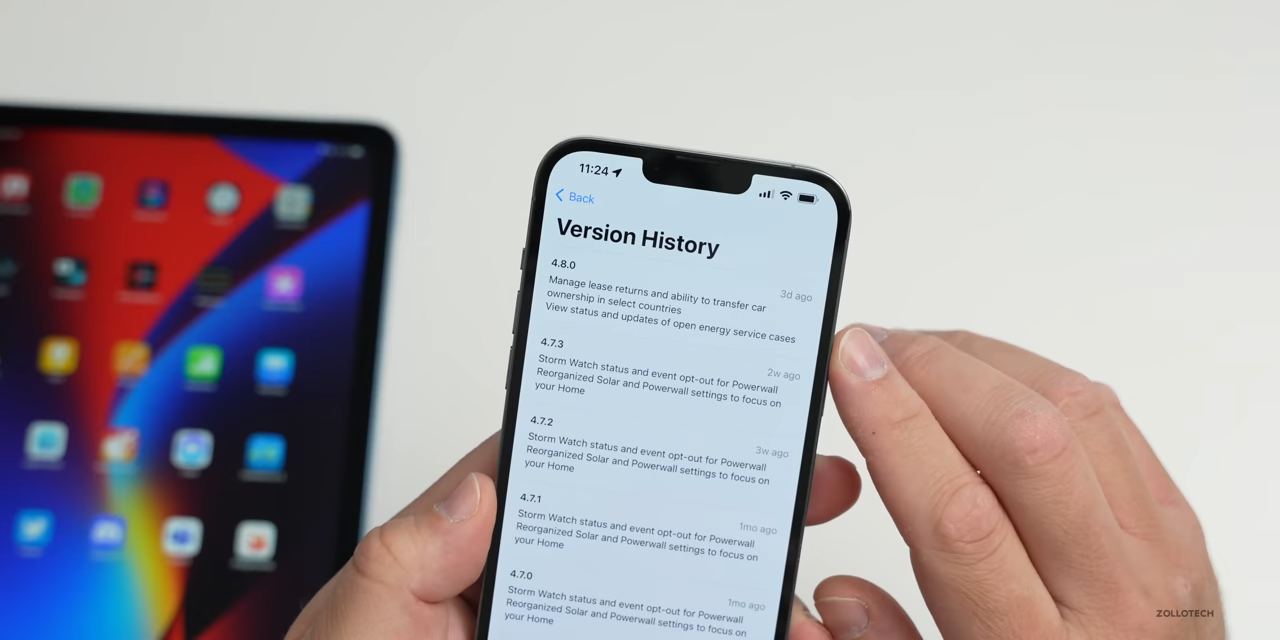 11:24
Back
Version History
4.8.0
3d ago
Manage lease returns and ability to transfer car
ownership in select countries
View status and updates of open energy service cases
4.7.3
2w ago
Storm Watch status and event opt-out for Powerwall
Reorganized Solar and Powerwall settings to focus on
your Home
4.7.2
3w ago
Storm Watch status and event opt-out for Powerwall
Reorganized Solar and Powerwall settings to focus on
your Home
4.7.1
1mo ago
Storm Watch status and event opt-out for Powerwall
Reorganized Solar and Powerwall settings to focus on
your Home
4.7.0
1mo ago
Storm Watch status and event opt-out for Powerwall
Reorganized Solar and Powerwall settings to focus on
your Home
ZOLLOTECH